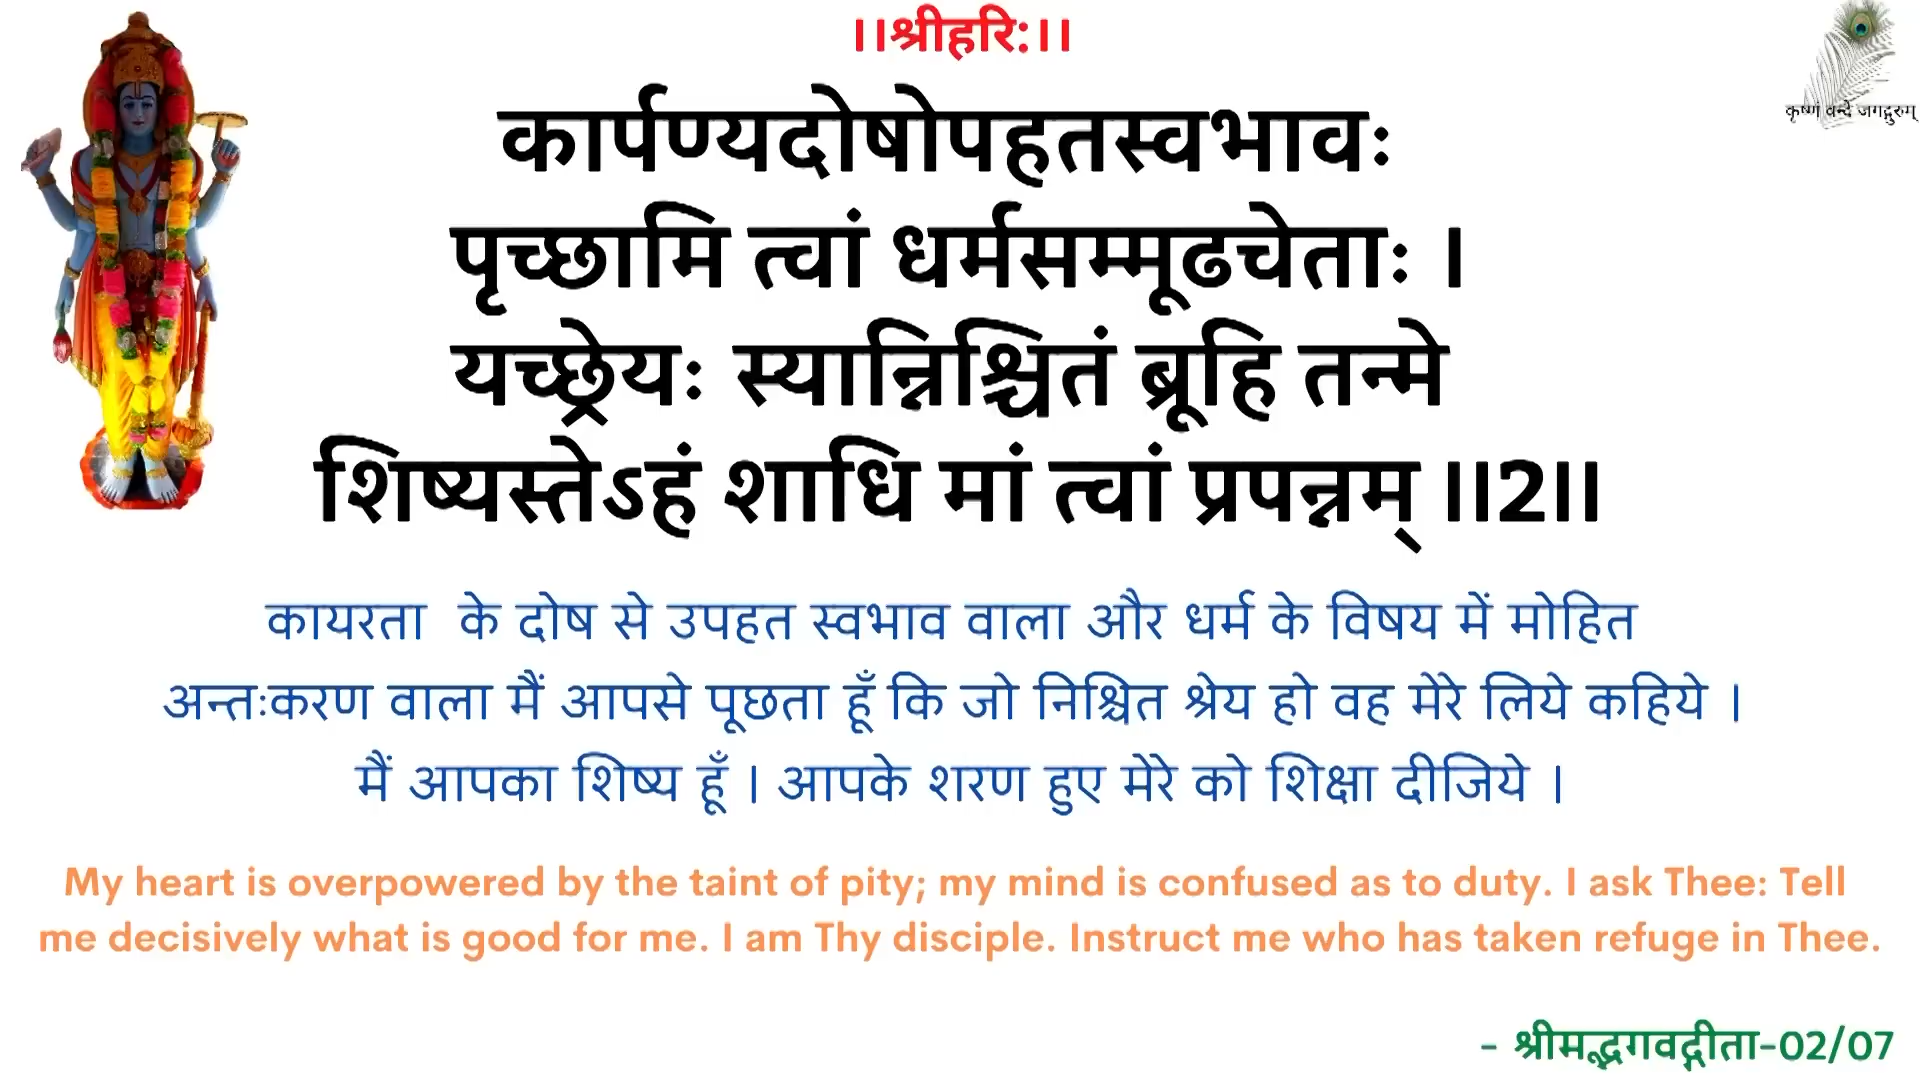 ।।श्रीहरि:।।
कृष्णं वन्दे जगद्गुरुम्
कार्पण्यदोषोपहतस्वभावः
पृच्छामि त्वां धर्मसम्मूढचेताः ।
यच्छ्रेयः स्यान्निश्चितं ब्रूहि तन्मे
शिष्यस्तेऽहं शाधि मां त्वां प्रपन्नम् ।।2।।
कायरता के दोष से उपहत स्वभाव वाला और धर्म के विषय में मोहित
अन्तःकरण वाला मैं आपसे पूछता हूँ कि जो निश्चित श्रेय हो वह मेरे लिये कहिये ।
मैं आपका शिष्य हूँ । आपके शरण हुए मेरे को शिक्षा दीजिये ।
My heart is overpowered by the taint of pity; my mind is confused as to duty. I ask Thee: Tell
me decisively what is good for me. I am Thy disciple. Instruct me who has taken refuge in Thee.
- श्रीमद्भगवद्गीता-02/07